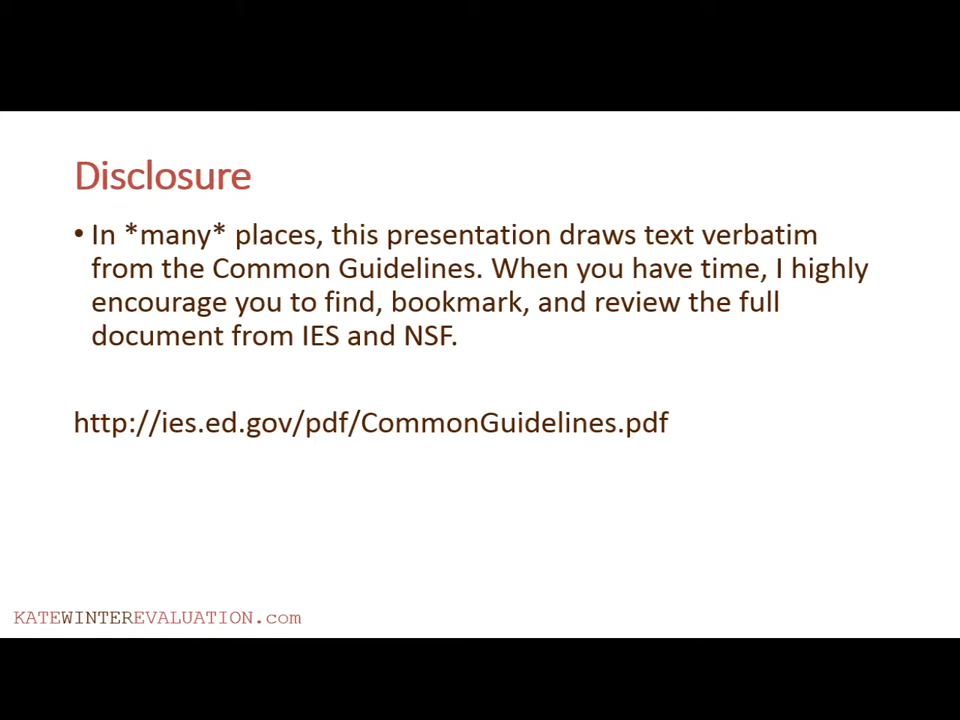 Disclosure
• In *many* places, this presentation draws text verbatim
from the Common Guidelines. When you have time, I highly
encourage you to find, bookmark, and review the full
document from IES and NSF.
http://ies.ed.gov/pdf/CommonGuidelines.pdf
KATEWINTEREVALUATION.com